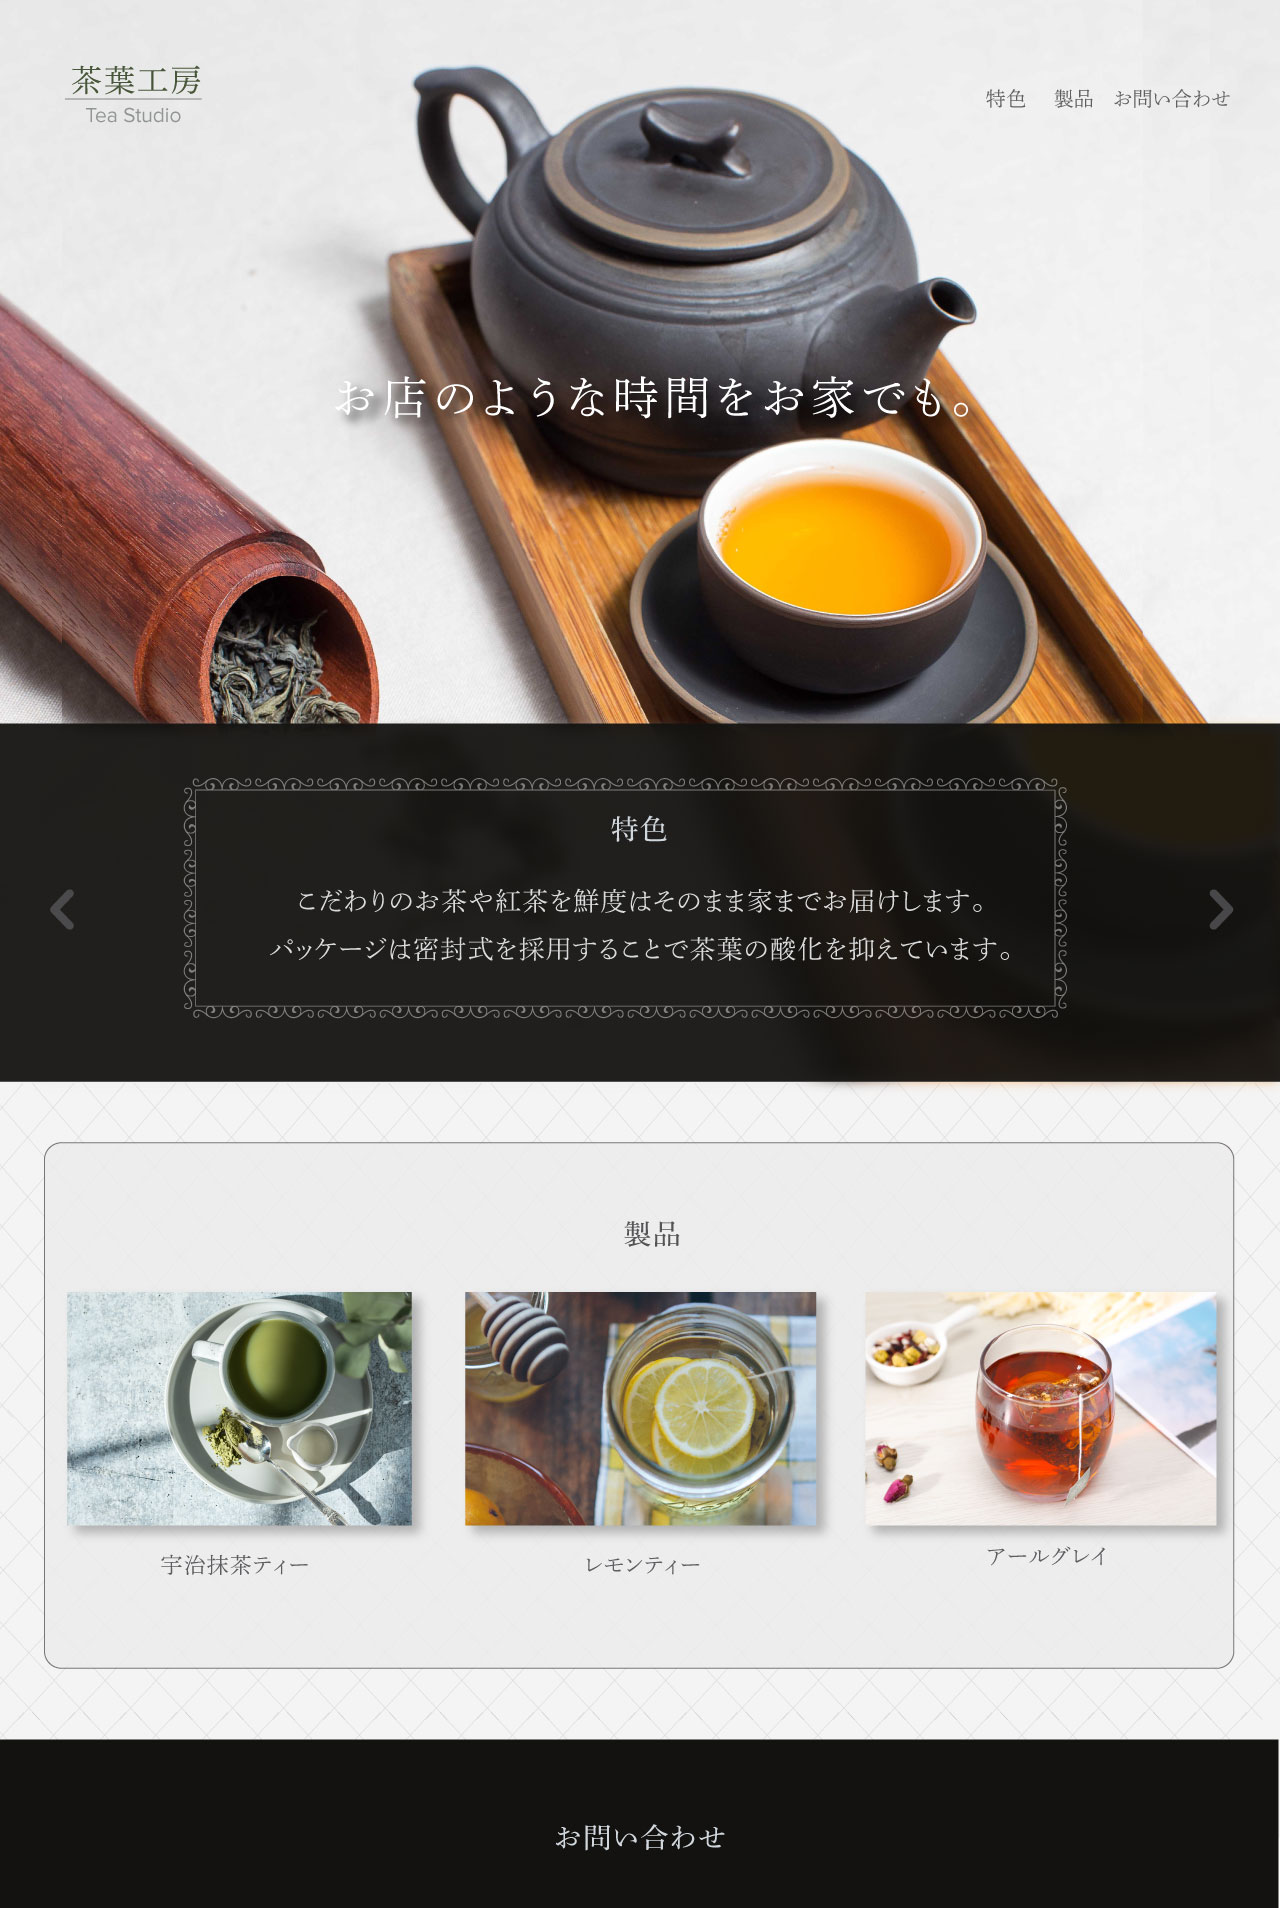 茶葉工房
Tea Studio
特色 製品 お問い合わせ
お店のような時間をお家でも。
特色
こだわりのお茶や紅茶を鮮度はそのまま家までお届けします。
パッケージは密封式を採用することで茶葉の酸化を抑えています。
製品
宇治抹茶ティー
レモンティー
アールグレイ
お問い合わせ